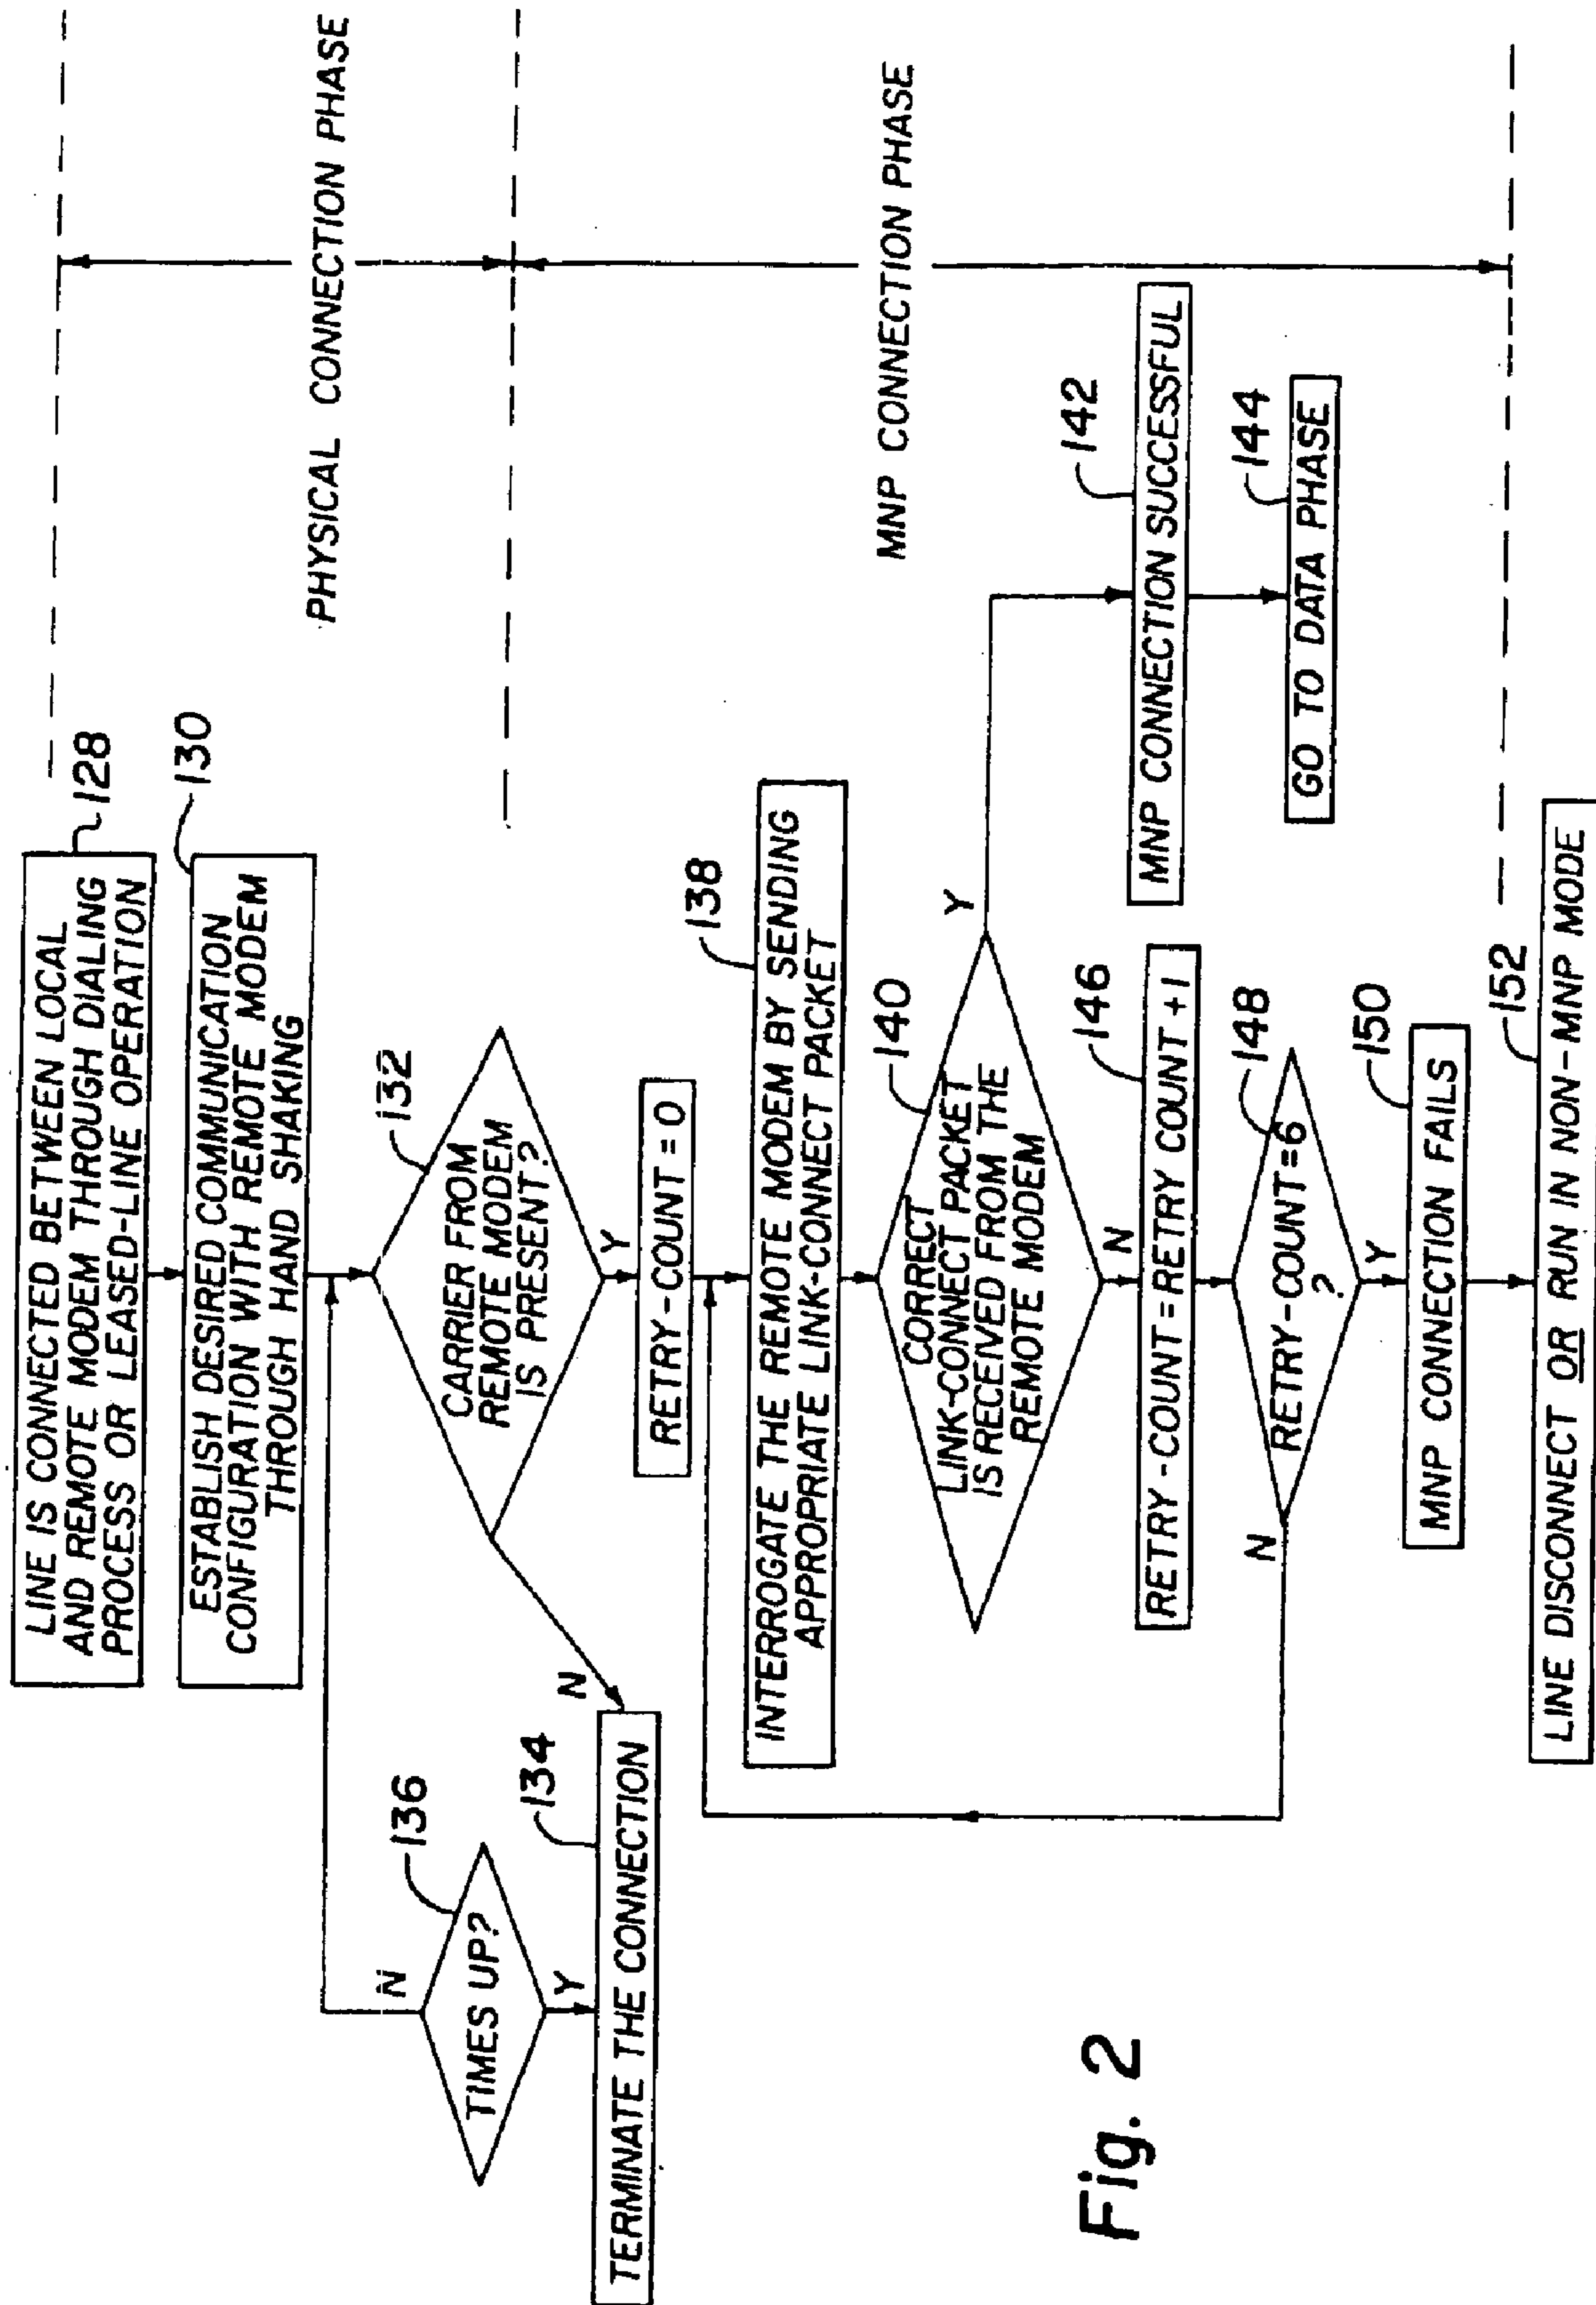 LINE IS CONNECTED BETWEEN LOCAL
AND REMOTE MODEM THROUGH DIALING
PROCESS OR LEASED-LINE OPERATION
128
ESTABLISH DESIRED COMMUNICATION
CONFIGURATION WITH REMOTE MODEM
THROUGH HAND SHAKING
130
PHYSICAL CONNECTION PHASE
CARRIER FROM
REMOTE MODEM
IS PRESENT?
132
N
Y
TIMES UP?
136
N
Y
TERMINATE THE CONNECTION
134
RETRY-COUNT = 0
INTERROGATE THE REMOTE MODEM BY SENDING
APPROPRIATE LINK-CONNECT PACKET
138
MNP CONNECTION PHASE
CORRECT
LINK-CONNECT PACKET
IS RECEIVED FROM THE
REMOTE MODEM
140
Y
N
MNP CONNECTION SUCCESSFUL
142
GO TO DATA PHASE
144
RETRY-COUNT = RETRY COUNT +1
146
RETRY-COUNT=6
?
148
N
Y
MNP CONNECTION FAILS
150
LINE DISCONNECT OR RUN IN NON-MNP MODE
152
Fig. 2